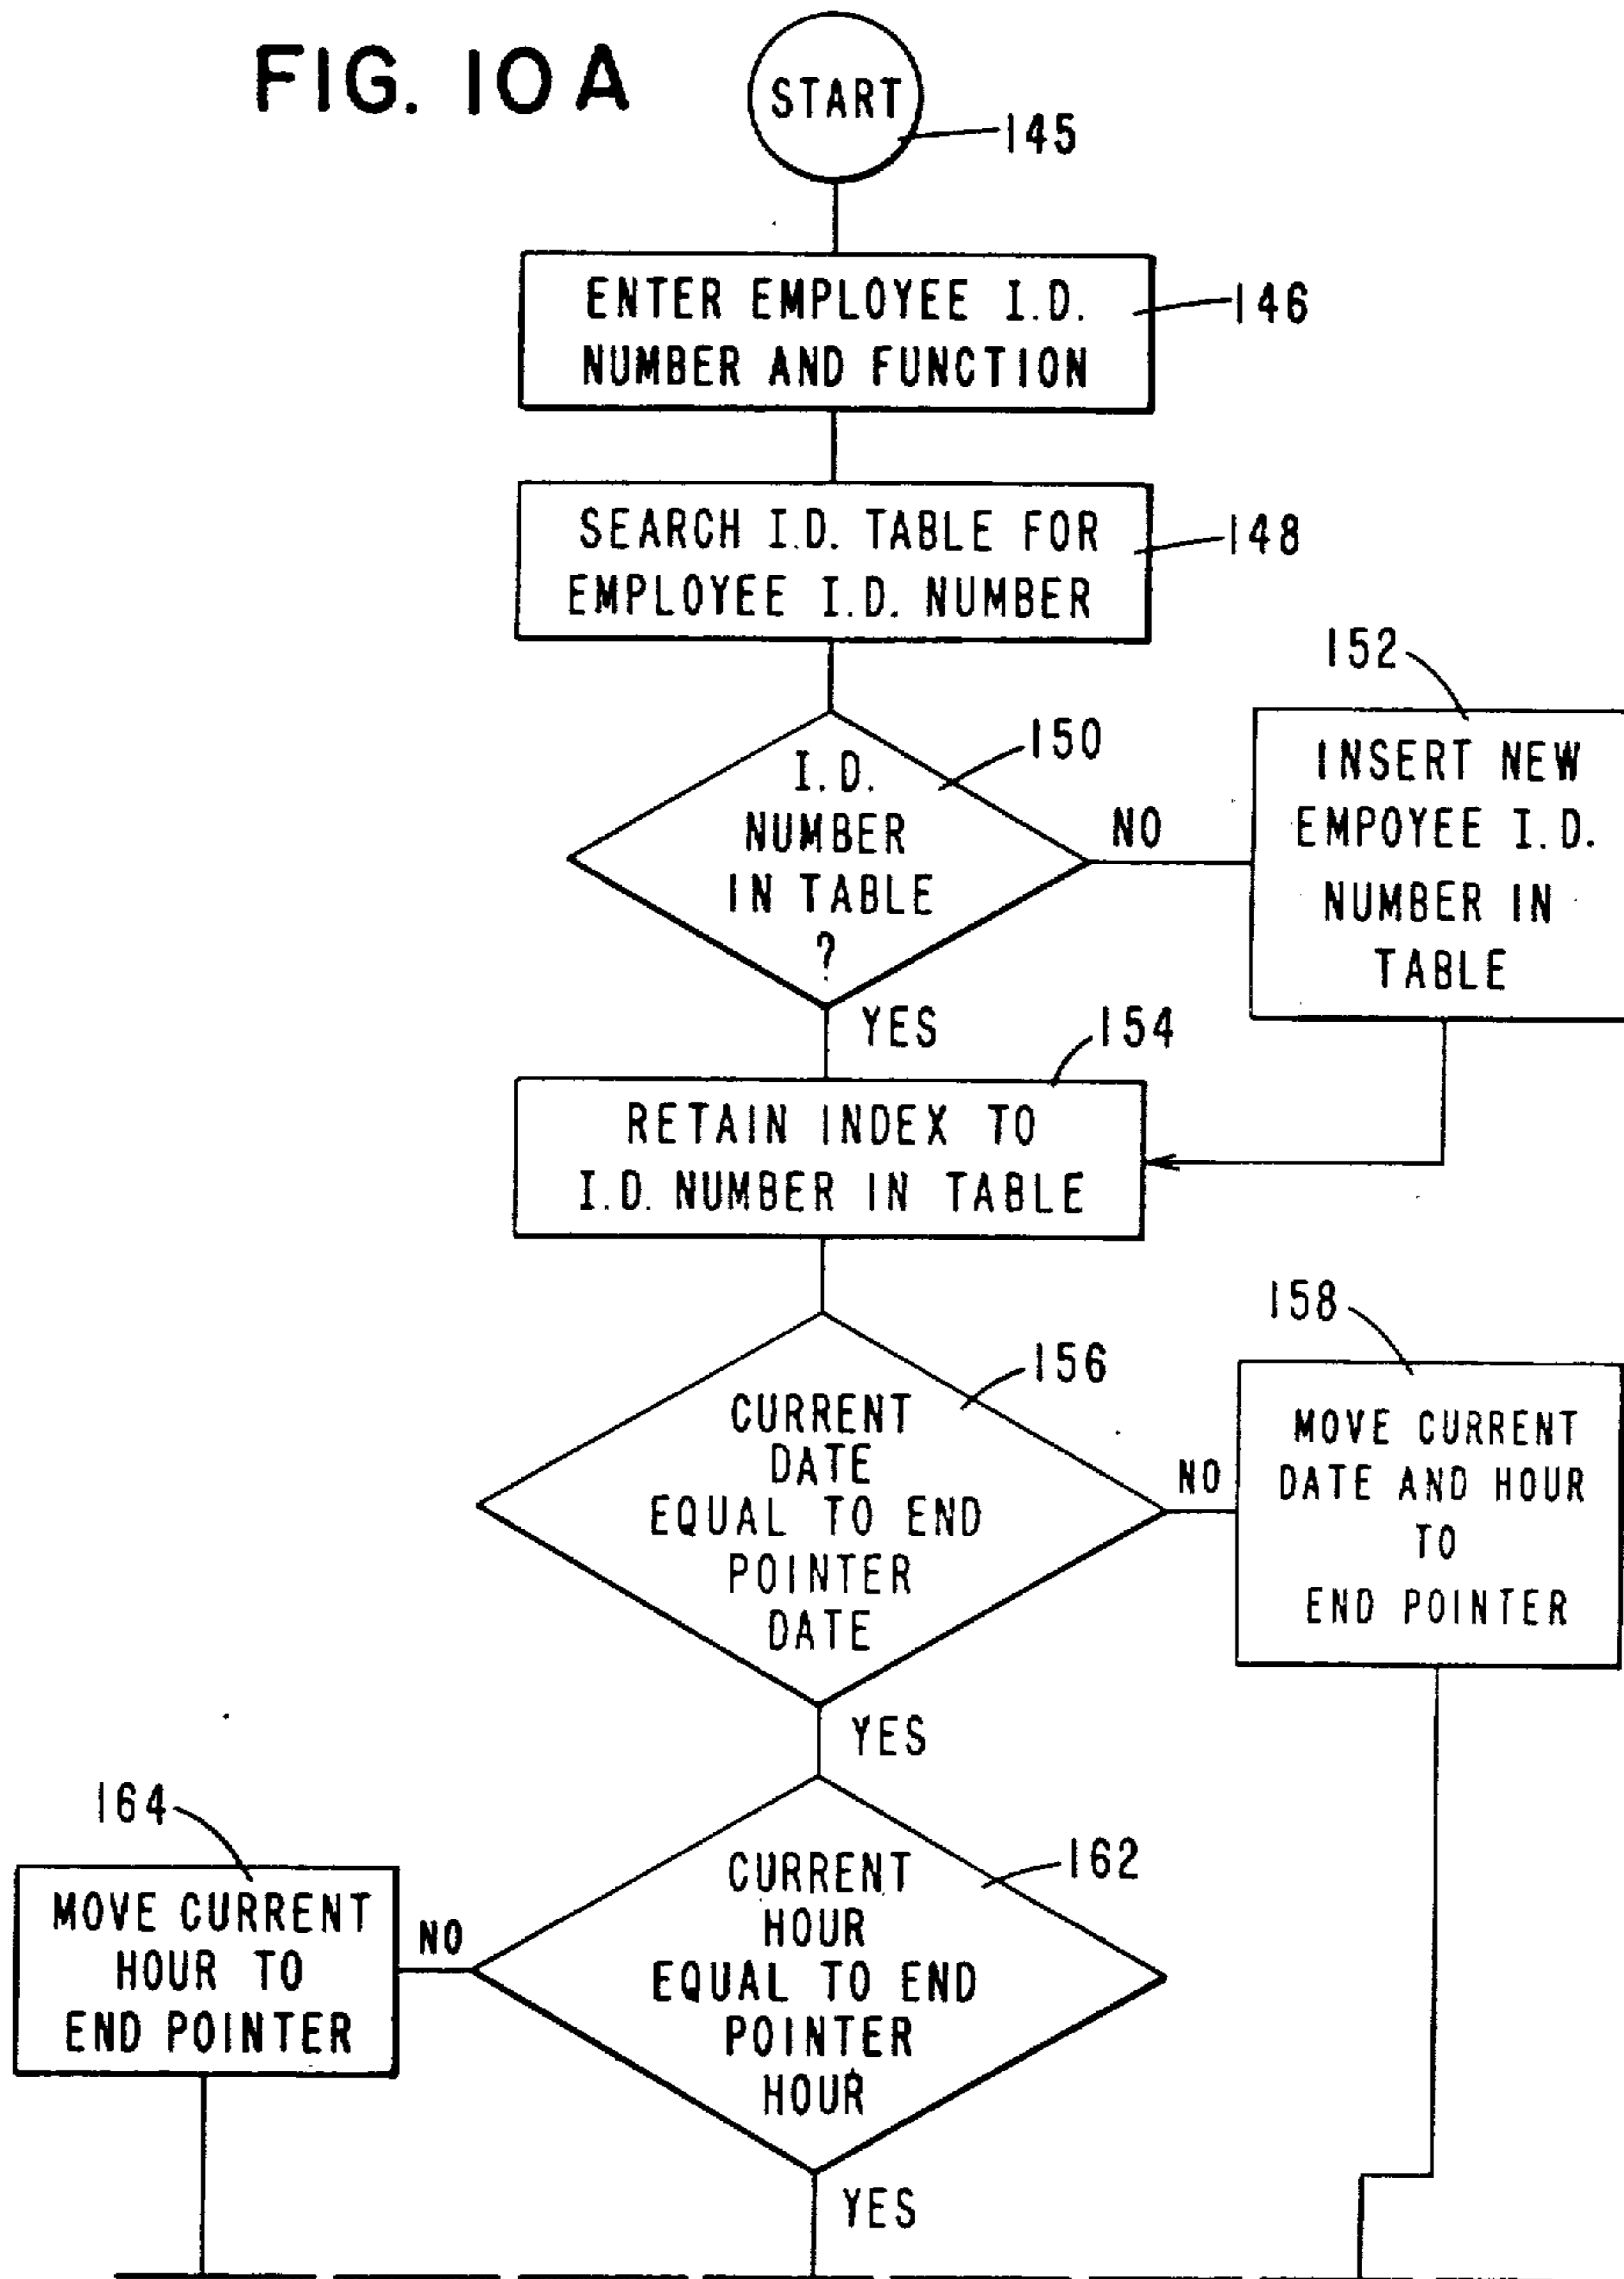 FIG. 10A
START
145
ENTER EMPLOYEE I.D.
NUMBER AND FUNCTION
146
SEARCH I.D. TABLE FOR
EMPLOYEE I.D. NUMBER
148
I.D.
NUMBER
IN TABLE
?
150
NO
152
INSERT NEW
EMPOYEE I.D.
NUMBER IN
TABLE
YES
154
RETAIN INDEX TO
I.D. NUMBER IN TABLE
156
CURRENT
DATE
EQUAL TO END
POINTER
DATE
NO
158
MOVE CURRENT
DATE AND HOUR
TO
END POINTER
YES
162
CURRENT
HOUR
EQUAL TO END
POINTER
HOUR
NO
164
MOVE CURRENT
HOUR TO
END POINTER
YES